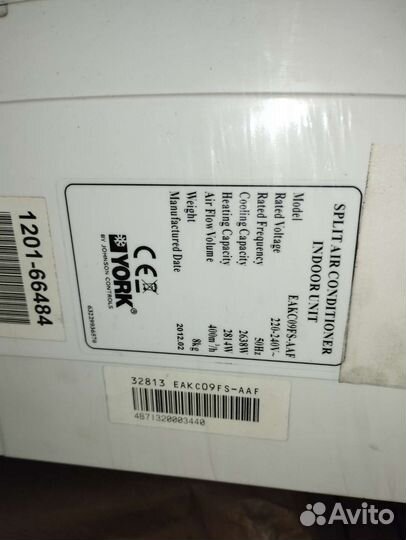 SPLIT AIR CONDITIONER
INDOOR UNIT
Model EAKC09FS-AAF
Rated Voltage 220-240V~
Rated Frequency 50Hz
Cooling Capacity 2638W
Heating Capacity 2814W
Air Flow Volume 400m³/h
Weight 8kg
Manufactured Date 2012.02
CE
YORK®
BY JOHNSON CONTROLS
1201-66484
32813 EAKC09FS-AAF
4871320003440
Avito